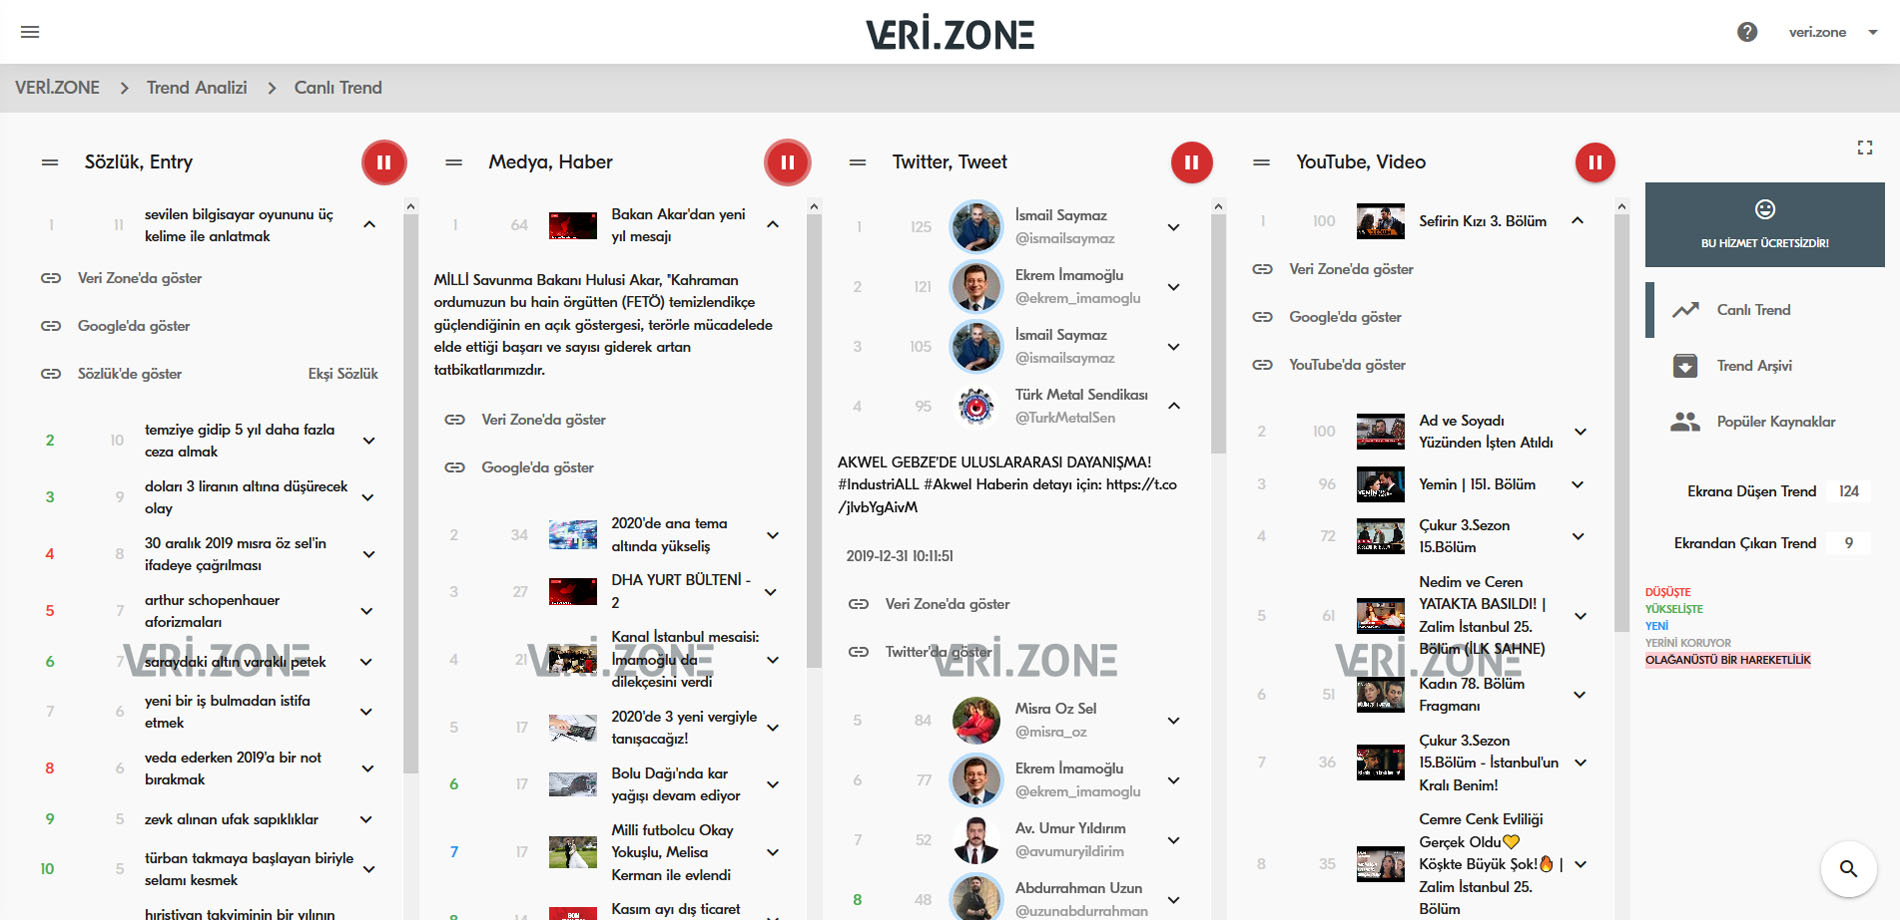 VERİ.ZONE
veri.zone
VERİ.ZONE > Trend Analizi > Canlı Trend
Sözlük, Entry
1 11 sevilen bilgisayar oyununu üç
kelime ile anlatmak
Veri Zone'da göster
Google'da göster
Sözlük'de göster Ekşi Sözlük
2 10 temziye gidip 5 yıl daha fazla
ceza almak
3 9 doları 3 liranın altına düşürecek
olay
4 8 30 aralık 2019 mısra öz sel'in
ifadeye çağrılması
5 7 arthur schopenhauer
aforizmaları
6 7 saraydaki altın varaklı petek
VERİ.ZONE
7 6 yeni bir iş bulmadan istifa
etmek
8 6 veda ederken 2019'a bir not
bırakmak
9 5 zevk alınan ufak sapıklıklar
10 5 türban takmaya başlayan biriyle
selamı kesmek
hıristiyan takviminin bir yılının
Medya, Haber
1 64 Bakan Akar'dan yeni
yıl mesajı
MİLLİ Savunma Bakanı Hulusi Akar, "Kahraman
ordumuzun bu hain örgütten (FETÖ) temizlendikçe
güçlendiğinin en açık göstergesi, terörle mücadelede
elde ettiği başarı ve sayısı giderek artan
tatbikatlarımızdır.
Veri Zone'da göster
Google'da göster
2 34 2020'de ana tema
altında yükseliş
3 27 DHA YURT BÜLTENİ -
2
4 21 Kanal İstanbul mesaisi:
İmamoğlu da
dilekçesini verdi
VERİ.ZONE
5 17 2020'de 3 yeni vergiyle
tanışacağız!
6 17 Bolu Dağı'nda kar
yağışı devam ediyor
7 17 Milli futbolcu Okay
Yokuşlu, Melisa
Kerman ile evlendi
8 14 Kasım ayı dış ticaret
Twitter, Tweet
1 125 İsmail Saymaz
@ismailsaymaz
2 121 Ekrem İmamoğlu
@ekrem_imamoglu
3 105 İsmail Saymaz
@ismailsaymaz
4 95 Türk Metal Sendikası
@TurkMetalSen
AKWEL GEBZE'DE ULUSLARARASI DAYANIŞMA!
#IndustriALL #Akwel Haberin detayı için: https://t.co
/jlvbYgAivM
2019-12-31 10:11:51
Veri Zone'da göster
Twitter'da göster
VERİ.ZONE
5 84 Misra Oz Sel
@misra_oz
6 77 Ekrem İmamoğlu
@ekrem_imamoglu
7 52 Av. Umur Yıldırım
@avumuryildirim
8 48 Abdurrahman Uzun
@uzunabdurrahman
YouTube, Video
1 100 Sefirin Kızı 3. Bölüm
Veri Zone'da göster
Google'da göster
YouTube'da göster
2 100 Ad ve Soyadı
Yüzünden İşten Atıldı
3 96 Yemin | 151. Bölüm
4 72 Çukur 3.Sezon
15.Bölüm
5 61 Nedim ve Ceren
YATAKTA BASILDI! |
Zalim İstanbul 25.
Bölüm (İLK SAHNE)
VERİ.ZONE
6 51 Kadın 78. Bölüm
Fragmanı
7 36 Çukur 3.Sezon
15.Bölüm - İstanbul'un
Kralı Benim!
8 35 Cemre Cenk Evliliği
Gerçek Oldu💛
Köşkte Büyük Şok!🔥 |
Zalim İstanbul 25.
Bölüm
BU HİZMET ÜCRETSİZDİR!
Canlı Trend
Trend Arşivi
Popüler Kaynaklar
Ekrana Düşen Trend 124
Ekrandan Çıkan Trend 9
DÜŞÜŞTE
YÜKSELİŞTE
YENİ
YERİNİ KORUYOR
OLAĞANÜSTÜ BİR HAREKETLİLİK